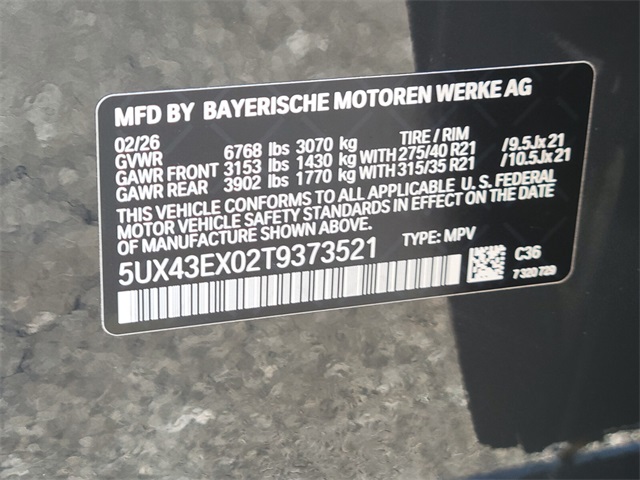 MFD BY BAYERISCHE MOTOREN WERKE AG
02/26 TIRE / RIM
GVWR 6768 lbs 3070 kg
GAWR FRONT 3153 lbs 1430 kg WITH 275/40 R21 /9.5Jx21
GAWR REAR 3902 lbs 1770 kg WITH 315/35 R21 /10.5Jx21
THIS VEHICLE CONFORMS TO ALL APPLICABLE U. S. FEDERAL
MOTOR VEHICLE SAFETY STANDARDS IN EFFECT ON THE DATE
OF MANUFACTURE SHOWN ABOVE.
5UX43EX02T9373521 TYPE: MPV
C36
7 320 729